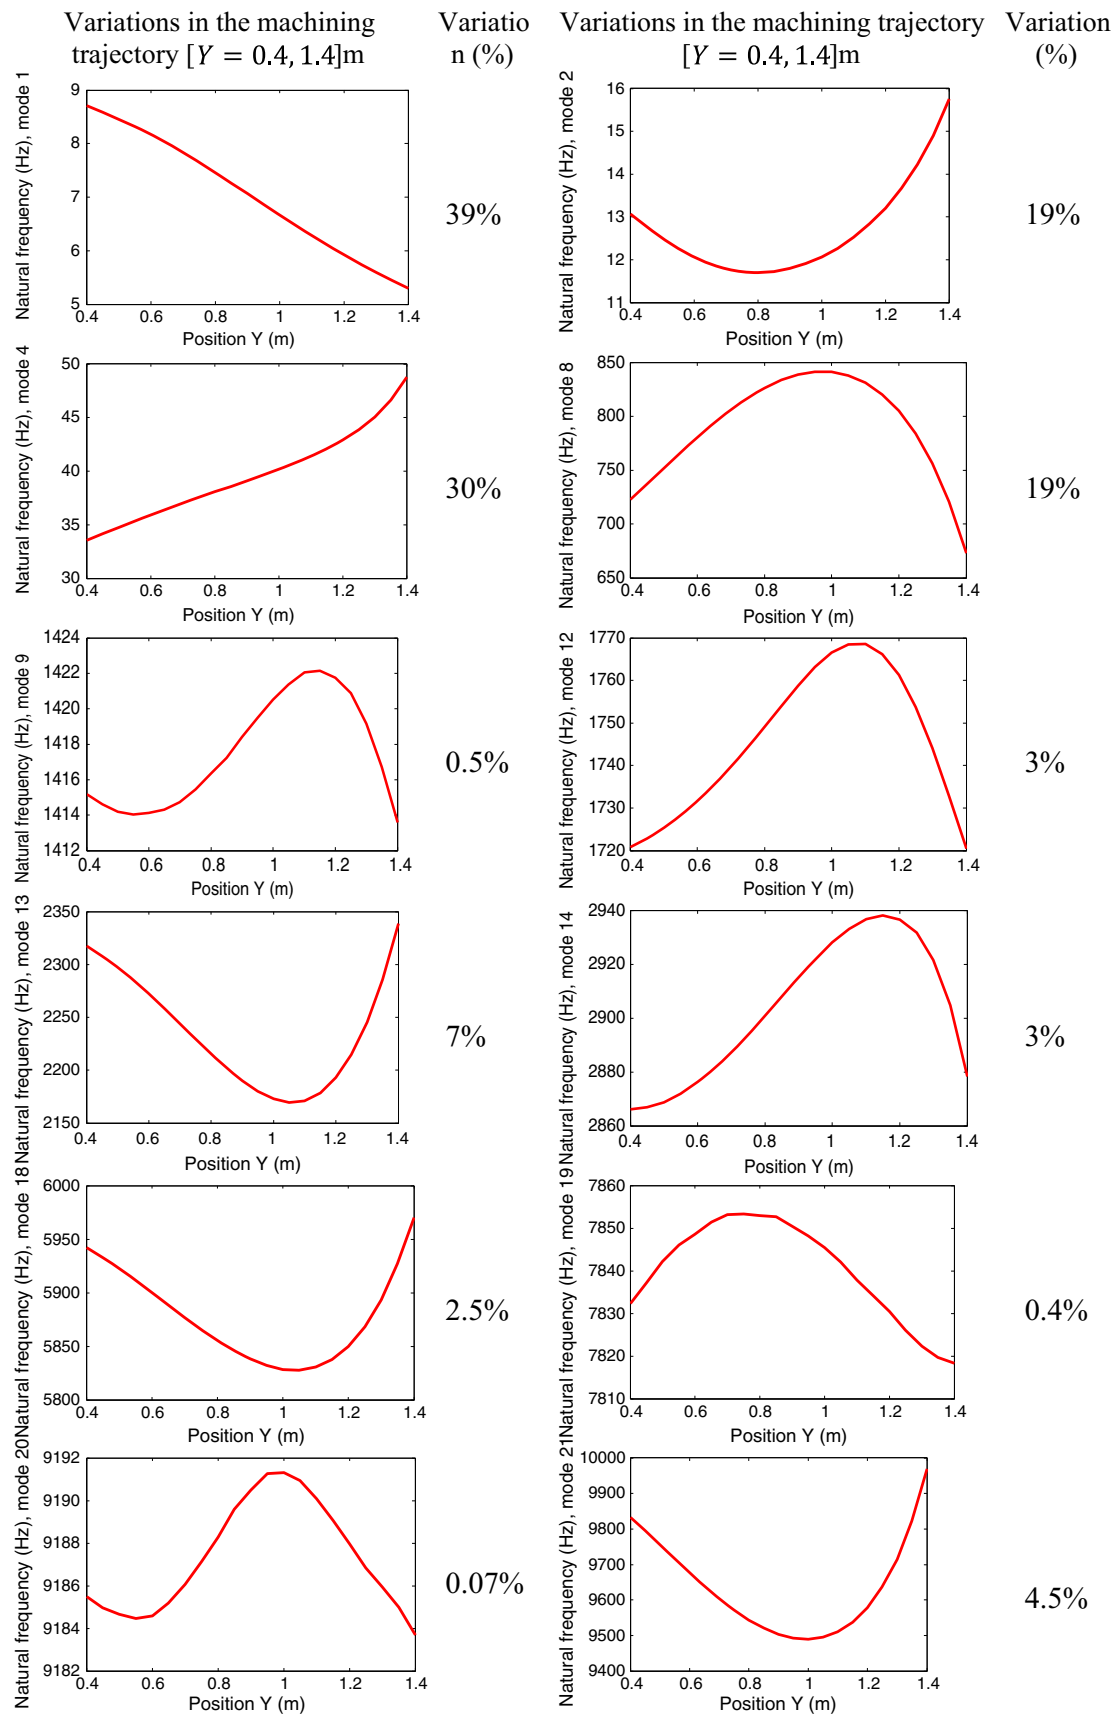 Variations in the machining
trajectory [Y = 0.4, 1.4]m
Variatio
n (%)
Variations in the machining trajectory
[Y = 0.4, 1.4]m
Variation
(%)
Natural frequency (Hz), mode 1
9
8
7
6
5
0.4 0.6 0.8 1 1.2 1.4
Position Y (m)
39%
Natural frequency (Hz), mode 2
16
15
14
13
12
11
0.4 0.6 0.8 1 1.2 1.4
Position Y (m)
19%
Natural frequency (Hz), mode 4
50
45
40
35
30
0.4 0.6 0.8 1 1.2 1.4
Position Y (m)
30%
Natural frequency (Hz), mode 8
850
800
750
700
650
0.4 0.6 0.8 1 1.2 1.4
Position Y (m)
19%
Natural frequency (Hz), mode 9
1424
1422
1420
1418
1416
1414
1412
0.4 0.6 0.8 1 1.2 1.4
Position Y (m)
0.5%
Natural frequency (Hz), mode 12
1770
1760
1750
1740
1730
1720
0.4 0.6 0.8 1 1.2 1.4
Position Y (m)
3%
Natural frequency (Hz), mode 13
2350
2300
2250
2200
2150
0.4 0.6 0.8 1 1.2 1.4
Position Y (m)
7%
Natural frequency (Hz), mode 14
2940
2920
2900
2880
2860
0.4 0.6 0.8 1 1.2 1.4
Position Y (m)
3%
Natural frequency (Hz), mode 18
6000
5950
5900
5850
5800
0.4 0.6 0.8 1 1.2 1.4
Position Y (m)
2.5%
Natural frequency (Hz), mode 19
7860
7850
7840
7830
7820
7810
0.4 0.6 0.8 1 1.2 1.4
Position Y (m)
0.4%
Natural frequency (Hz), mode 20
9192
9190
9188
9186
9184
9182
0.4 0.6 0.8 1 1.2 1.4
Position Y (m)
0.07%
Natural frequency (Hz), mode 21
10000
9900
9800
9700
9600
9500
9400
0.4 0.6 0.8 1 1.2 1.4
Position Y (m)
4.5%